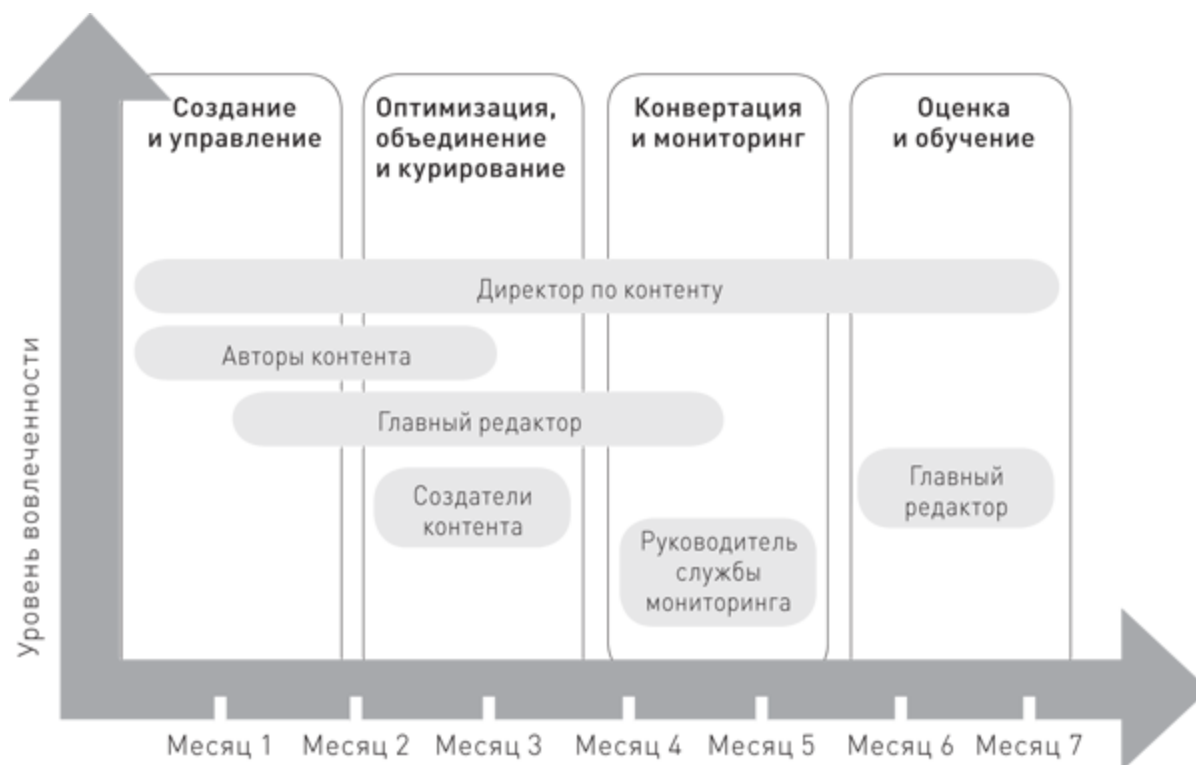 Создание
и управление
Оптимизация,
объединение
и курирование
Конвертация
и мониторинг
Оценка
и обучение
Директор по контенту
Авторы контента
Главный редактор
Создатели
контента
Руководитель
службы
мониторинга
Главный
редактор
Уровень вовлеченности
Месяц 1 Месяц 2 Месяц 3 Месяц 4 Месяц 5 Месяц 6 Месяц 7